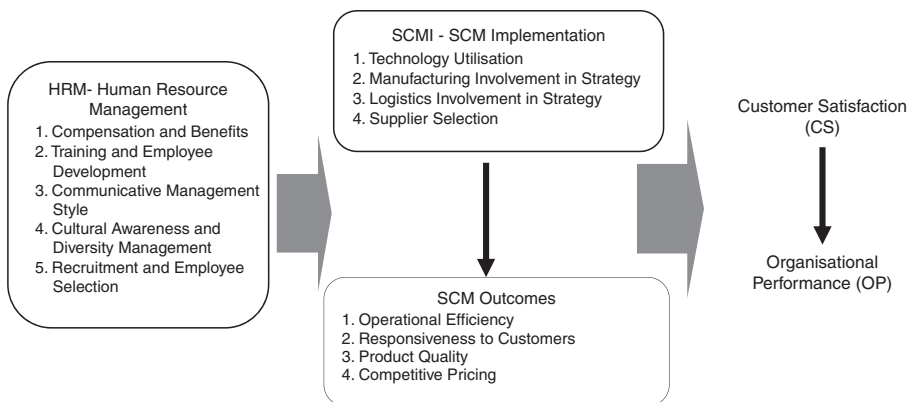 HRM- Human Resource
Management
1. Compensation and Benefits
2. Training and Employee
Development
3. Communicative Management
Style
4. Cultural Awareness and
Diversity Management
5. Recruitment and Employee
Selection
SCMI - SCM Implementation
1. Technology Utilisation
2. Manufacturing Involvement in Strategy
3. Logistics Involvement in Strategy
4. Supplier Selection
SCM Outcomes
1. Operational Efficiency
2. Responsiveness to Customers
3. Product Quality
4. Competitive Pricing
Customer Satisfaction
(CS)
Organisational
Performance (OP)